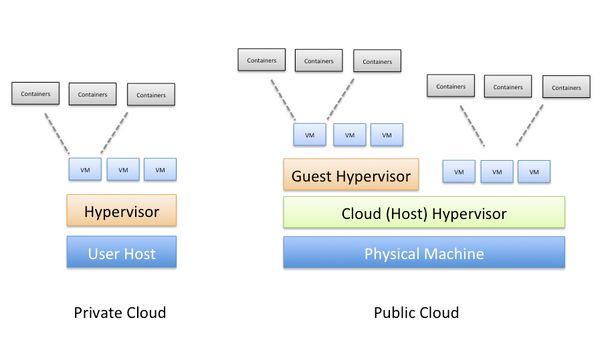 Containers Containers Containers
VM VM VM
Hypervisor
User Host
Private Cloud
Containers Containers Containers
VM VM VM
Guest Hypervisor
Containers Containers Containers
VM VM VM
Cloud (Host) Hypervisor
Physical Machine
Public Cloud